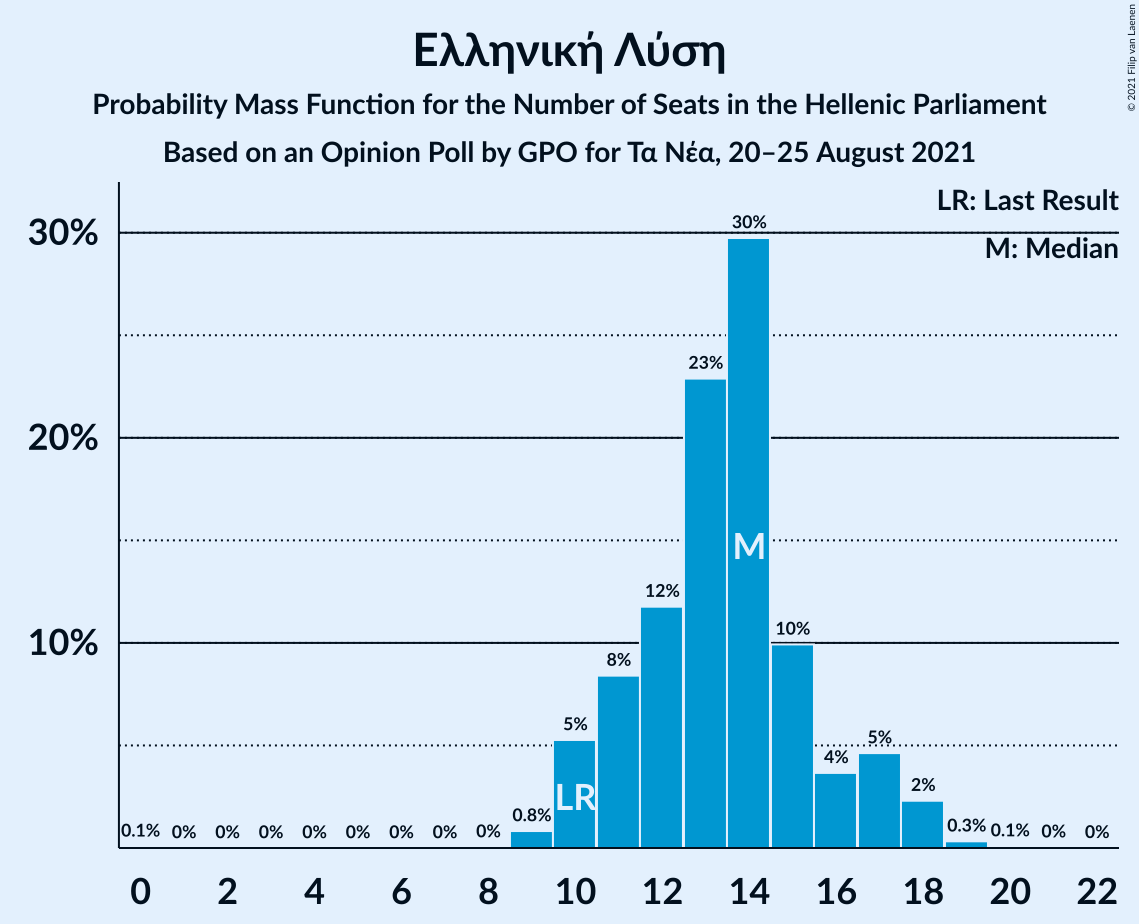 Ελληνική Λύση
Probability Mass Function for the Number of Seats in the Hellenic Parliament
Based on an Opinion Poll by GPO for Τα Νέα, 20–25 August 2021
© 2021 Filip van Laenen
LR: Last Result
M: Median
30%
20%
10%
0.1% 0% 0% 0% 0% 0% 0% 0% 0% 0.8% 5% 8% 12% 23% 30% 10% 4% 5% 2% 0.3% 0.1% 0% 0%
M
LR
0 2 4 6 8 10 12 14 16 18 20 22